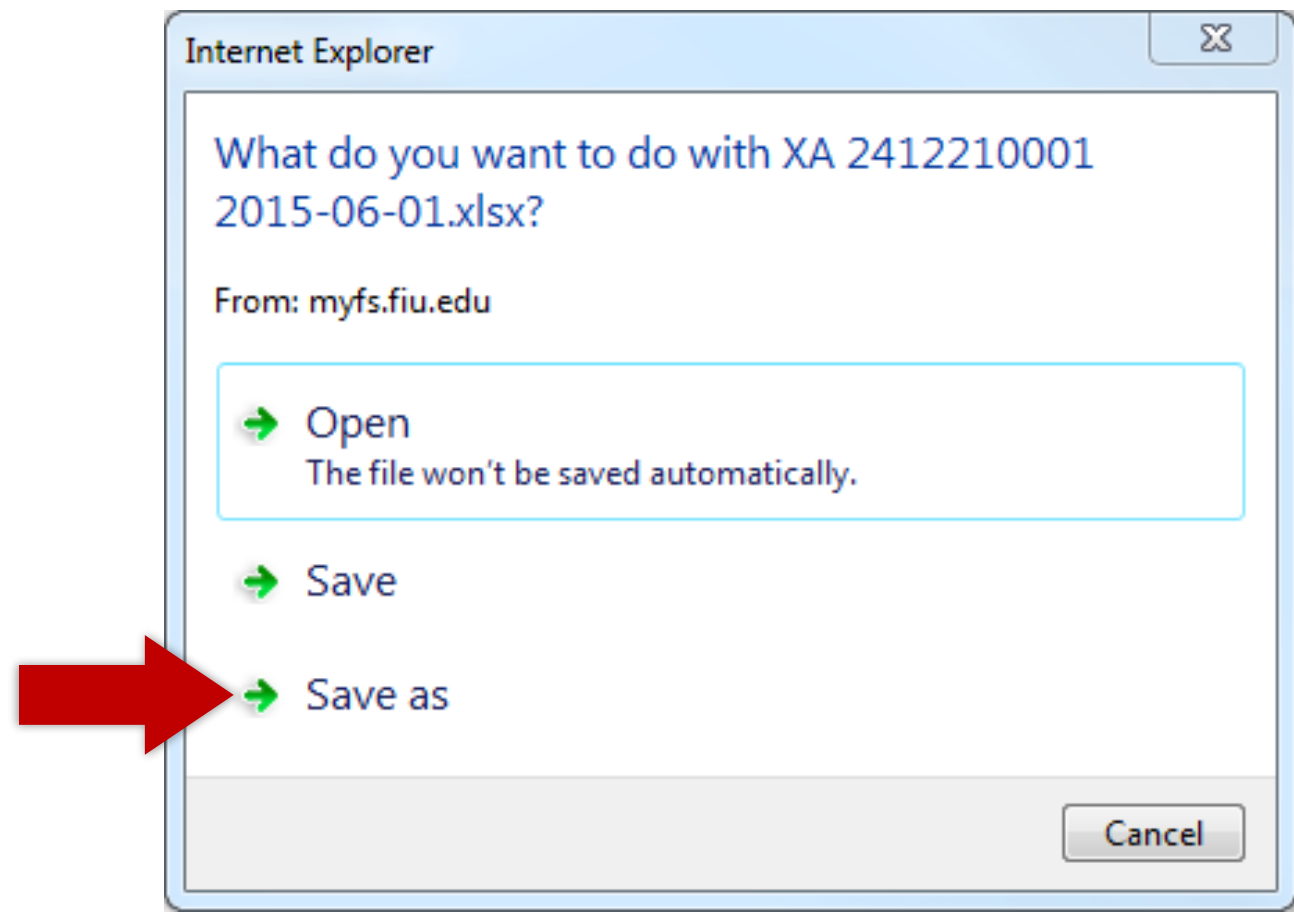 Internet Explorer
What do you want to do with XA 2412210001
2015-06-01.xlsx?
From: myfs.fiu.edu
Open
The file won't be saved automatically.
Save
Save as
Cancel